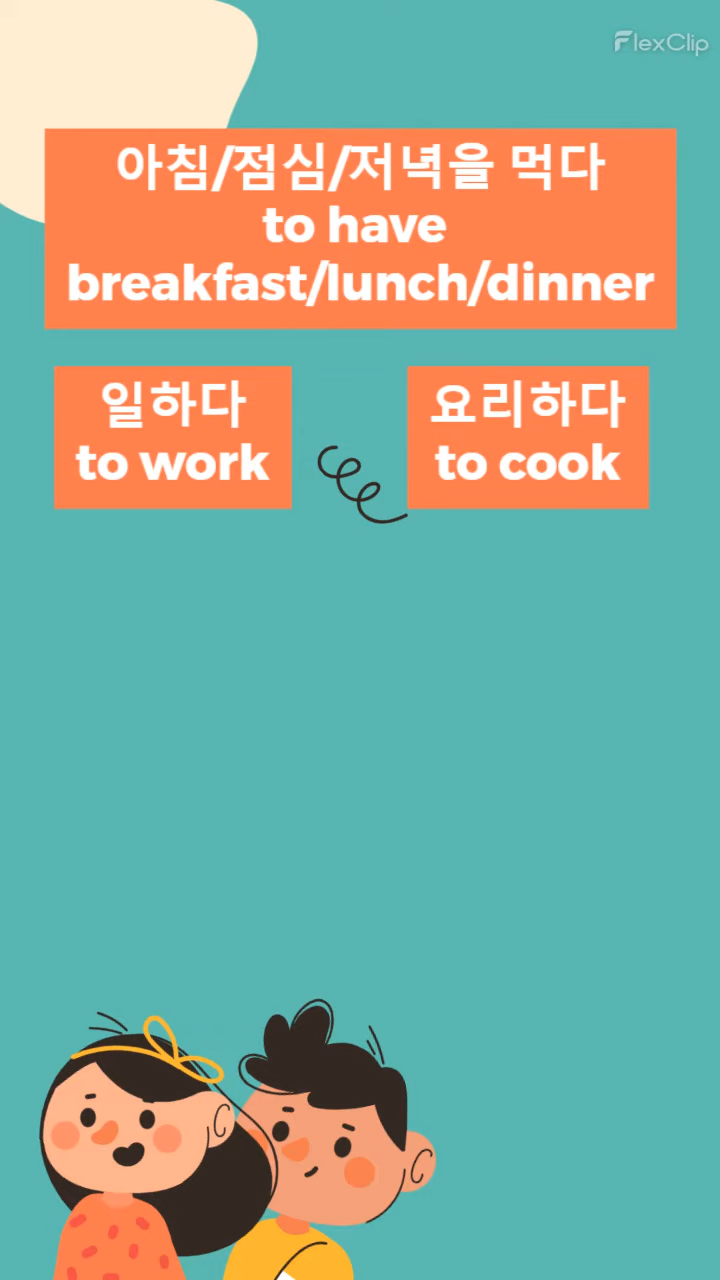 FlexClip
아침/점심/저녁을 먹다
to have
breakfast/lunch/dinner
일하다
to work
요리하다
to cook